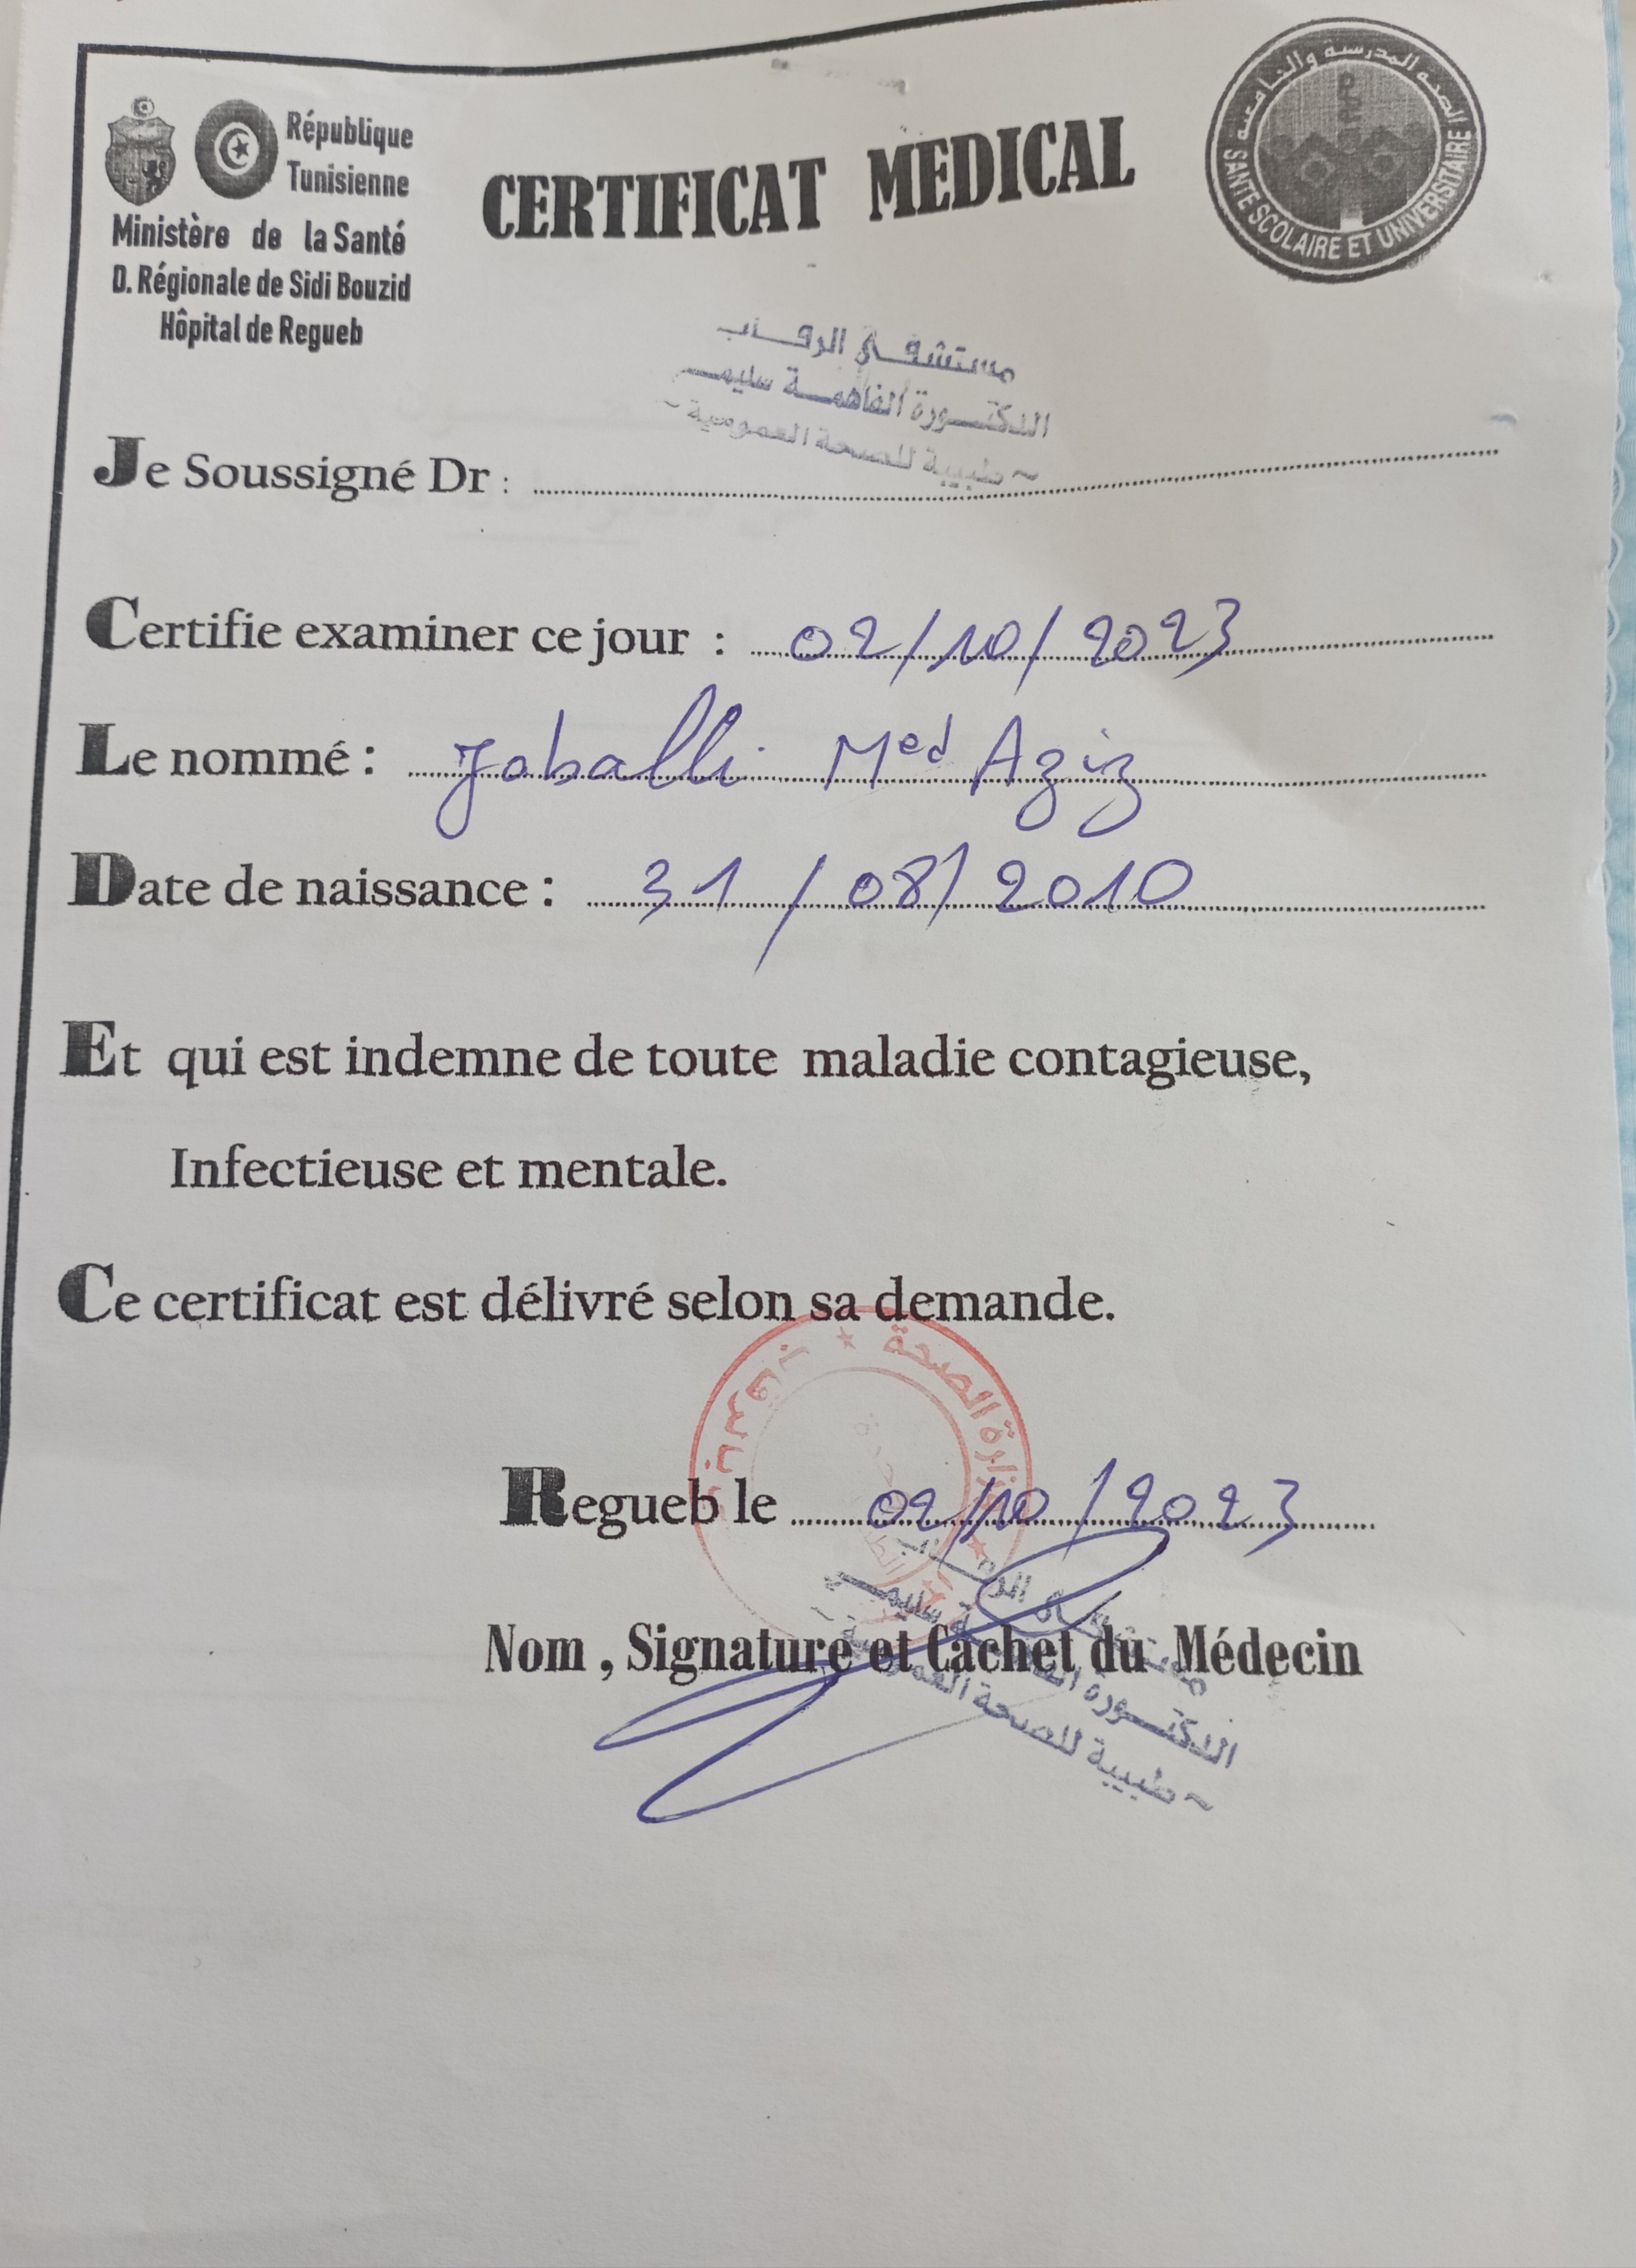 République
Tunisienne
Ministère de la Santé
D. Régionale de Sidi Bouzid
Hôpital de Regueb
CERTIFICAT MEDICAL
الصحة المدرسية والجامعية
SANTE SCOLAIRE ET UNIVERSITAIRE
مستشفى الرقاب
الدكتورة الفاهمة سليمي
~ طبيبة للصحة العمومية ~
Je Soussigné Dr :
Certifie examiner ce jour : 02/10/2023
Le nommé : Jaballi Med Aziz
Date de naissance : 31/08/2010
Et qui est indemne de toute maladie contagieuse,
Infectieuse et mentale.
Ce certificat est délivré selon sa demande.
وزارة الصحة
Regueb le 02/10/2023
Nom , Signature et Cachet du Médecin
الرقاب
الدكتورة سليمي
~ طبيبة للصحة العمومية ~